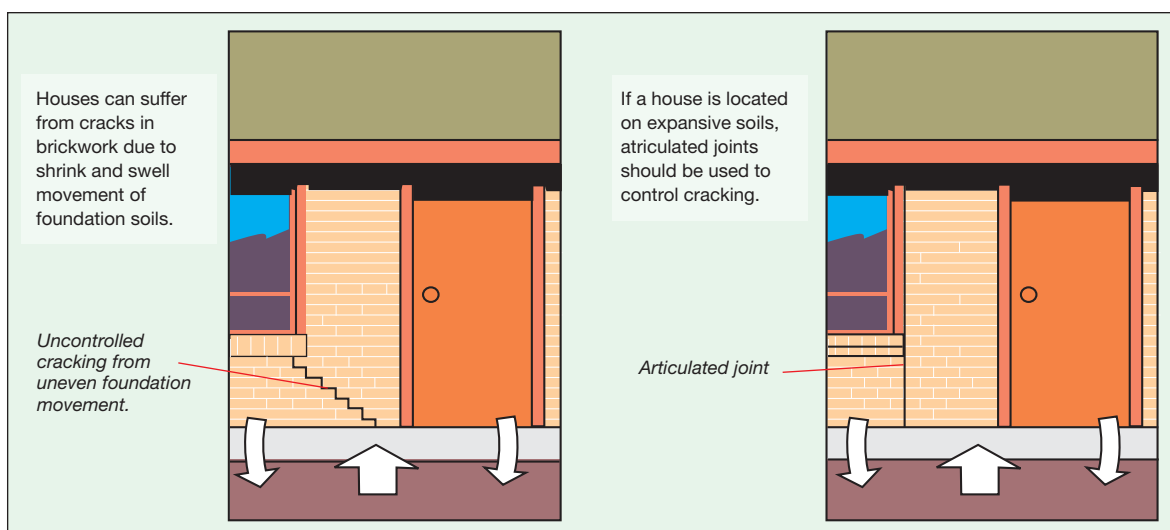 Houses can suffer
from cracks in
brickwork due to
shrink and swell
movement of
foundation soils.
Uncontrolled
cracking from
uneven foundation
movement.
If a house is located
on expansive soils,
atriculated joints
should be used to
control cracking.
Articulated joint